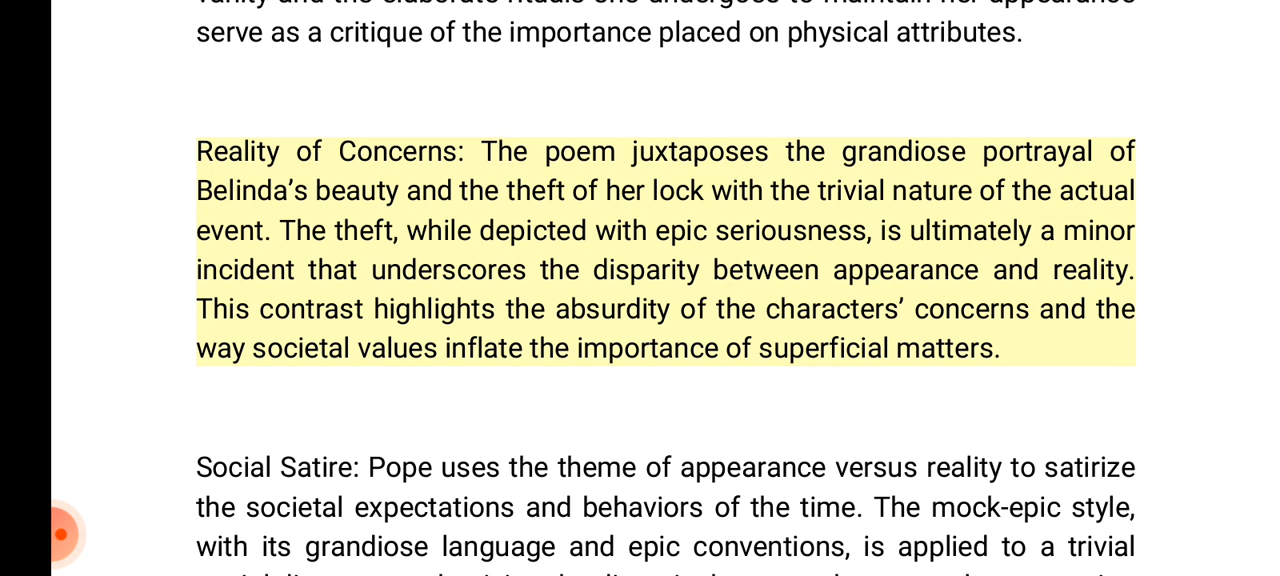 serve as a critique of the importance placed on physical attributes.
Reality of Concerns: The poem juxtaposes the grandiose portrayal of
Belinda’s beauty and the theft of her lock with the trivial nature of the actual
event. The theft, while depicted with epic seriousness, is ultimately a minor
incident that underscores the disparity between appearance and reality.
This contrast highlights the absurdity of the characters’ concerns and the
way societal values inflate the importance of superficial matters.
Social Satire: Pope uses the theme of appearance versus reality to satirize
the societal expectations and behaviors of the time. The mock-epic style,
with its grandiose language and epic conventions, is applied to a trivial